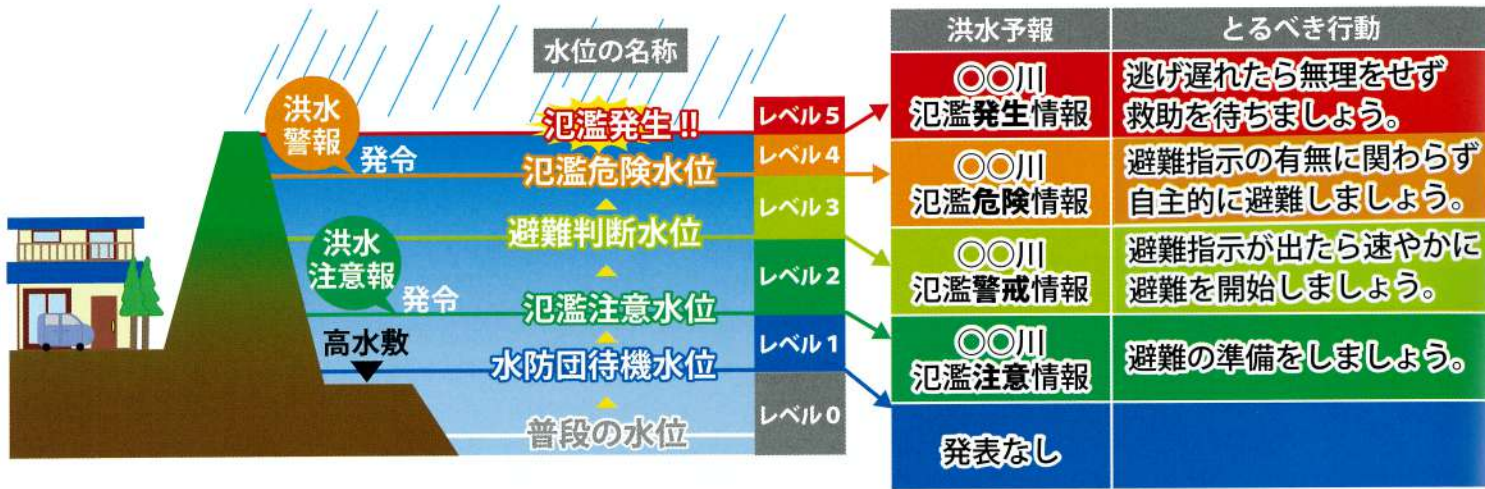 水位の名称
洪水
警報
発令
氾濫発生!!
レベル5
氾濫危険水位
レベル4
避難判断水位
レベル3
洪水
注意報
発令
氾濫注意水位
レベル2
高水敷
水防団待機水位
レベル1
普段の水位
レベル0
洪水予報
とるべき行動
○○川
氾濫発生情報
逃げ遅れたら無理をせず
救助を待ちましょう。
○○川
氾濫危険情報
避難指示の有無に関わらず
自主的に避難しましょう。
○○川
氾濫警戒情報
避難指示が出たら速やかに
避難を開始しましょう。
○○川
氾濫注意情報
避難の準備をしましょう。
発表なし